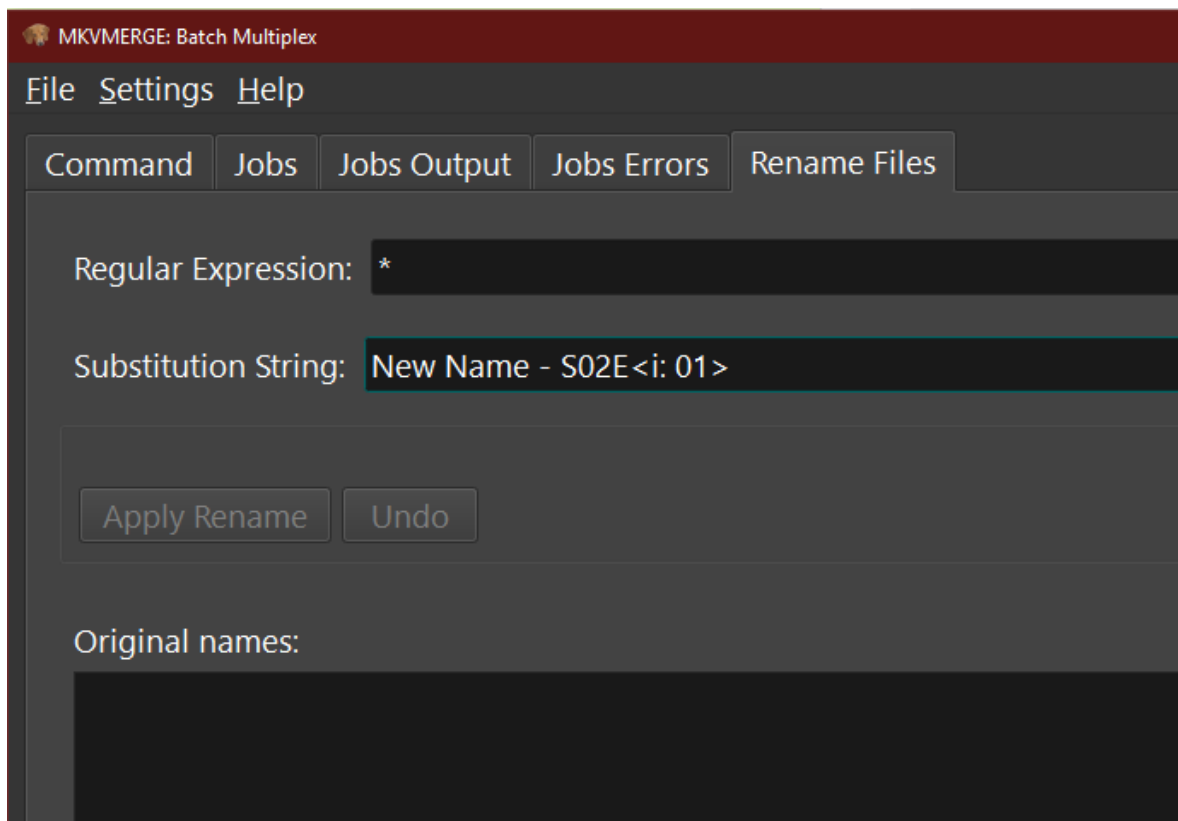 MKVMERGE: Batch Multiplex
File Settings Help
Command Jobs Jobs Output Jobs Errors Rename Files
Regular Expression: *
Substitution String: New Name - S02E<i: 01>
Apply Rename Undo
Original names: